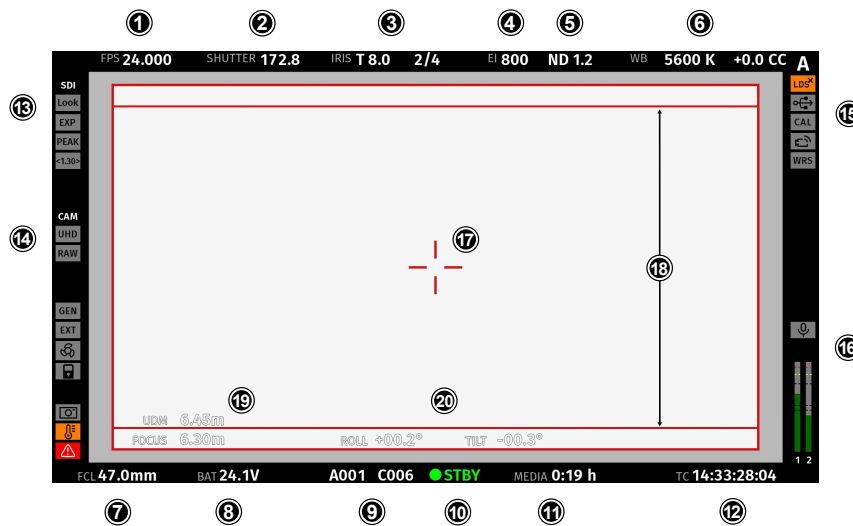 1 2 3 4 5 6
FPS 24.000 SHUTTER 172.8 IRIS T 8.0 2/4 EI 800 ND 1.2 WB 5600 K +0.0 CC A
SDI LDS×
13 Look 15
EXP CAL
PEAK
<1.30> WRS
CAM
14 UHD 17
RAW
18
GEN
EXT
16
19 20
UDM 6.45m
FOCUS 6.30m ROLL +00.2° TILT -00.3°
1 2
FCL 47.0mm BAT 24.1V A001 C006 STBY MEDIA 0:19 h TC 14:33:28:04
7 8 9 10 11 12